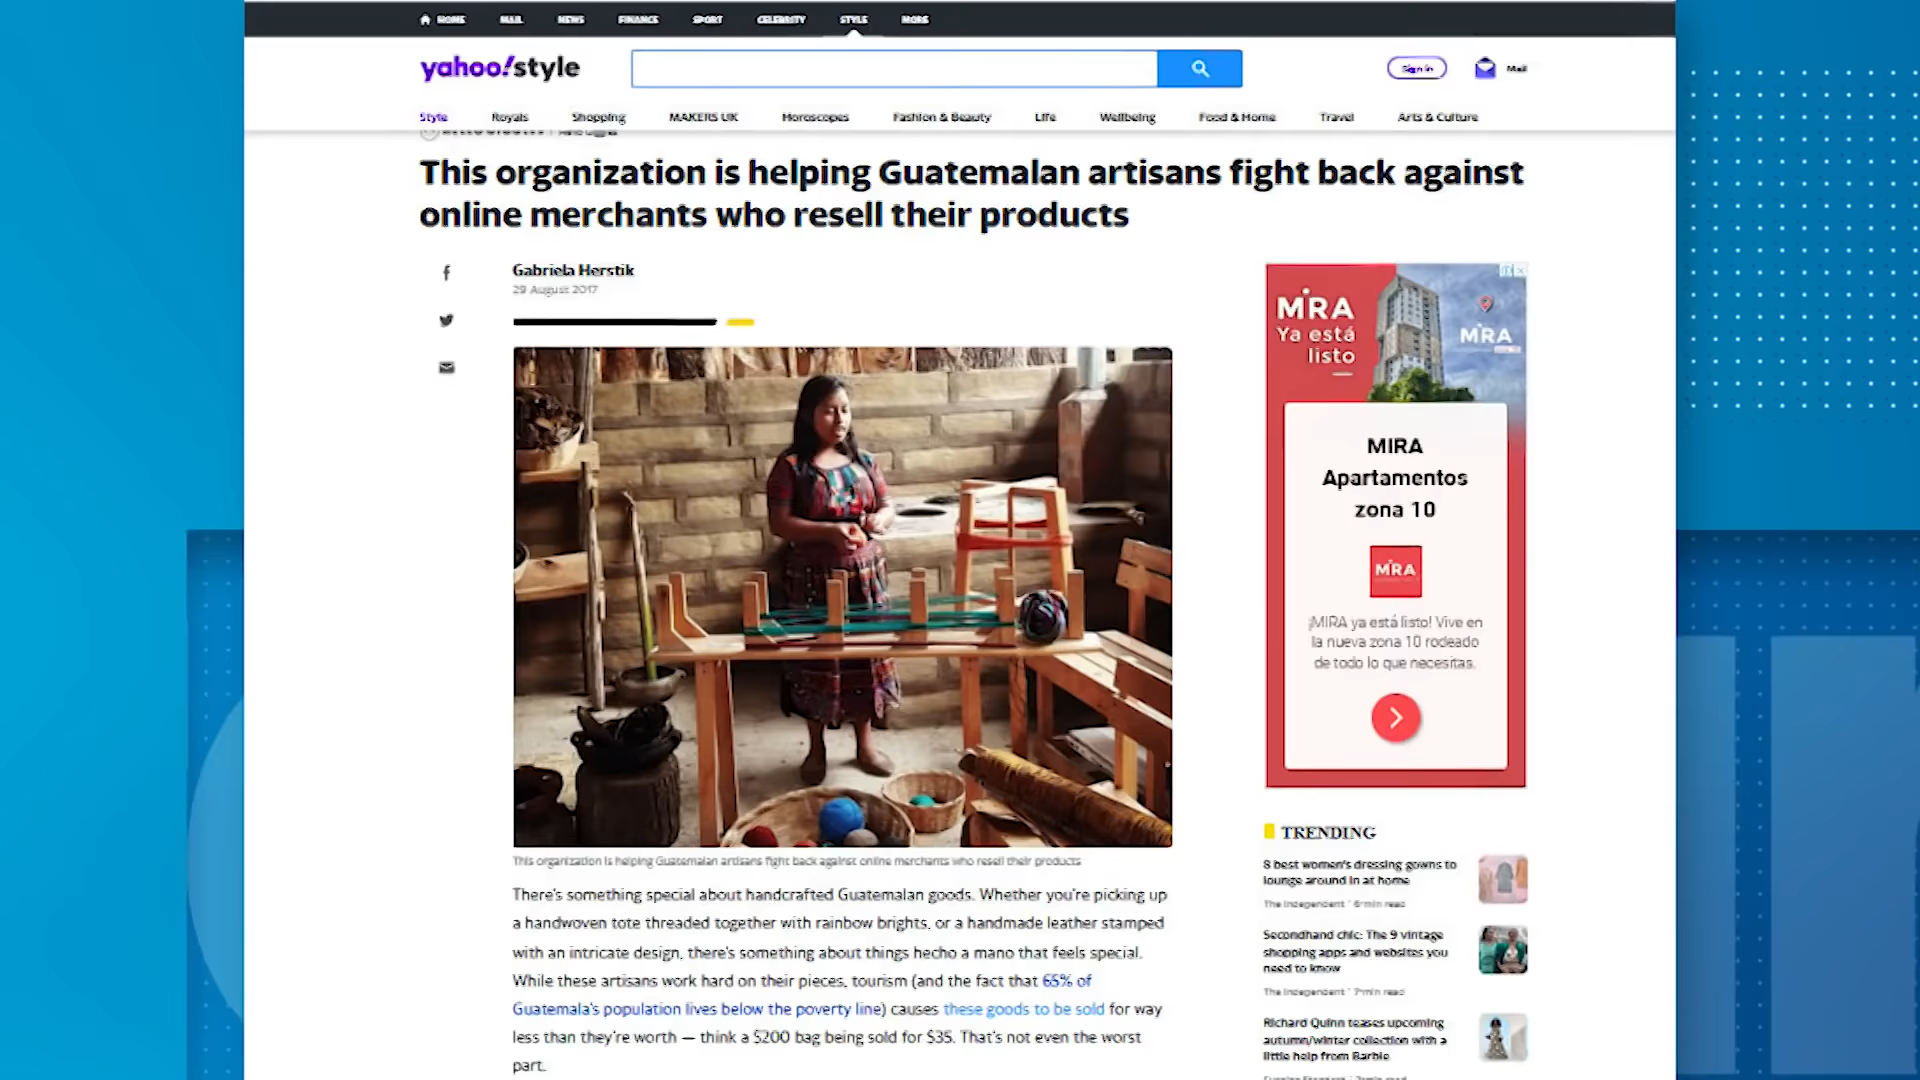 HOME MAIL NEWS FINANCE SPORT CELEBRITY STYLE MORE
yahoo!style
Sign in
Mail
Style Royals Shopping MAKERS UK Horoscopes Fashion & Beauty Life Wellbeing Food & Home Travel Arts & Culture
This organization is helping Guatemalan artisans fight back against
online merchants who resell their products
Gabriela Herstik
29 August 2017
This organization is helping Guatemalan artisans fight back against online merchants who resell their products
There's something special about handcrafted Guatemalan goods. Whether you're picking up
a handwoven tote threaded together with rainbow brights, or a handmade leather stamped
with an intricate design, there's something about things hecho a mano that feels special.
While these artisans work hard on their pieces, tourism (and the fact that 65% of
Guatemala's population lives below the poverty line) causes these goods to be sold for way
less than they're worth — think a $200 bag being sold for $35. That's not even the worst
part.
MIRA
Ya está
listo
MIRA
MIRA
Apartamentos
zona 10
MIRA
¡MIRA ya está listo! Vive en
la nueva zona 10 rodeado
de todo lo que necesitas.
TRENDING
8 best women's dressing gowns to
lounge around in at home
The Independent · 6-min read
Secondhand chic: The 9 vintage
shopping apps and websites you
need to know
The Independent · 7-min read
Richard Quinn teases upcoming
autumn/winter collection with a
little help from Barbie